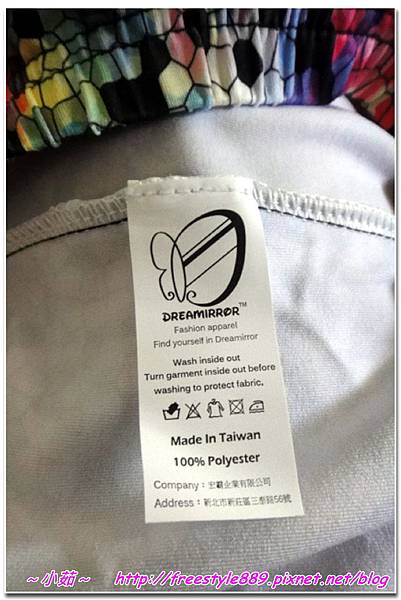 DREAMIRROR™
Fashion apparel
Find yourself in Dreamirror
Wash inside out
Turn garment inside out before
washing to protect fabric.
Made In Taiwan
100% Polyester
Company：宏霸企業有限公司
Address：新北市新莊區三泰路56號
~小茹~ http://freestyle889.pixnet.net/blog